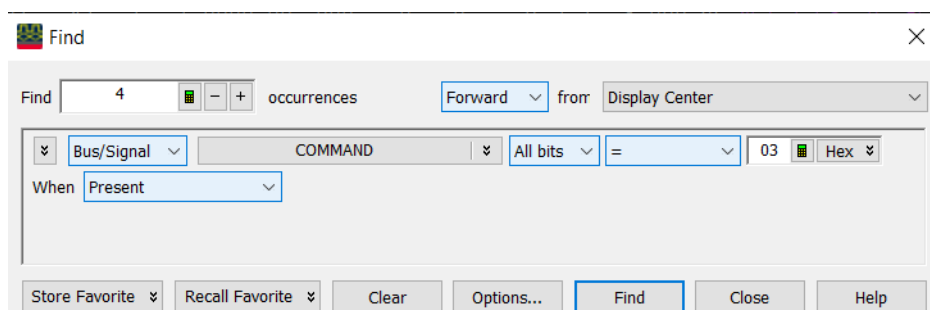 Find
Find 4 − + occurrences Forward from Display Center
Bus/Signal COMMAND All bits = 03 Hex
When Present
Store Favorite Recall Favorite Clear Options... Find Close Help